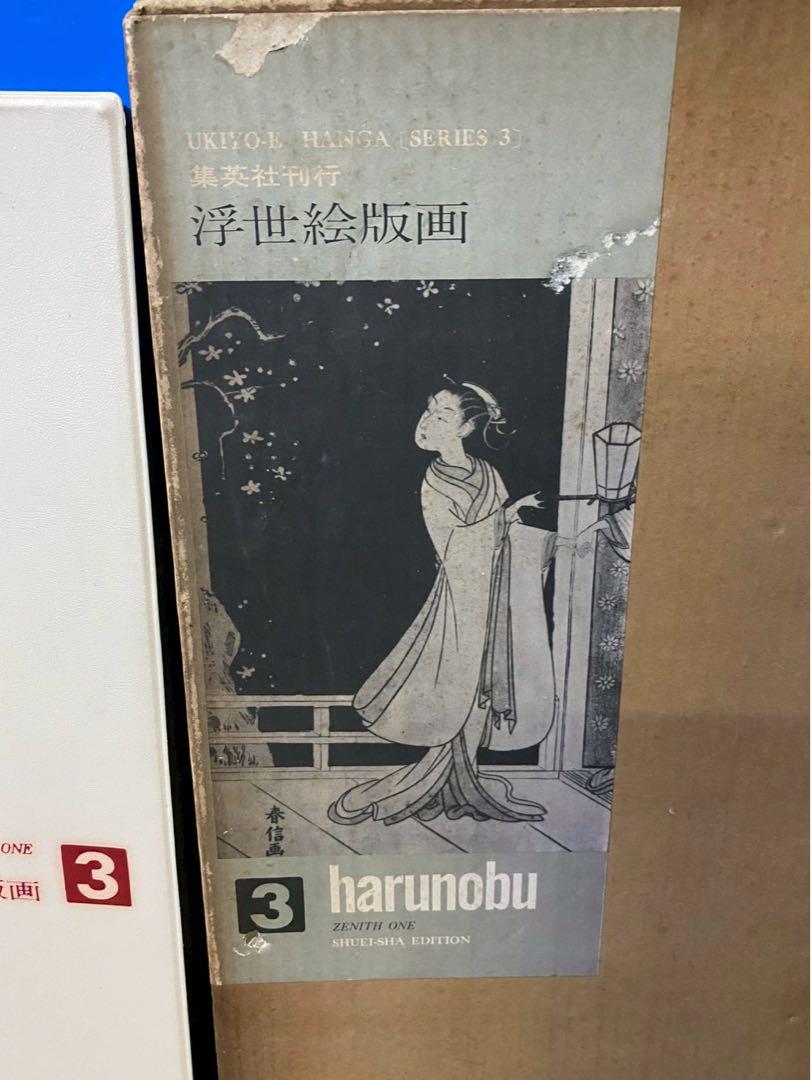 UKIYO-E HANGA [SERIES 3]
集英社刊行
浮世絵版画
春信画
3 harunobu
ZENITH ONE
SHUEI-SHA EDITION
ONE
版画 3